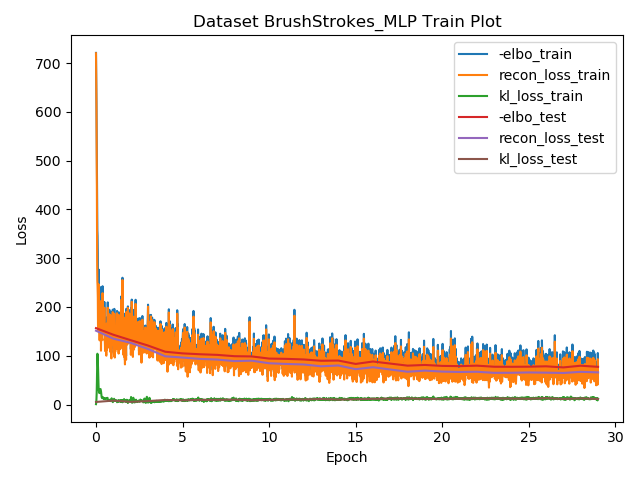 Dataset BrushStrokes_MLP Train Plot
700
600
500
400
300
200
100
0
Loss
-elbo_train
recon_loss_train
kl_loss_train
-elbo_test
recon_loss_test
kl_loss_test
0 5 10 15 20 25 30
Epoch